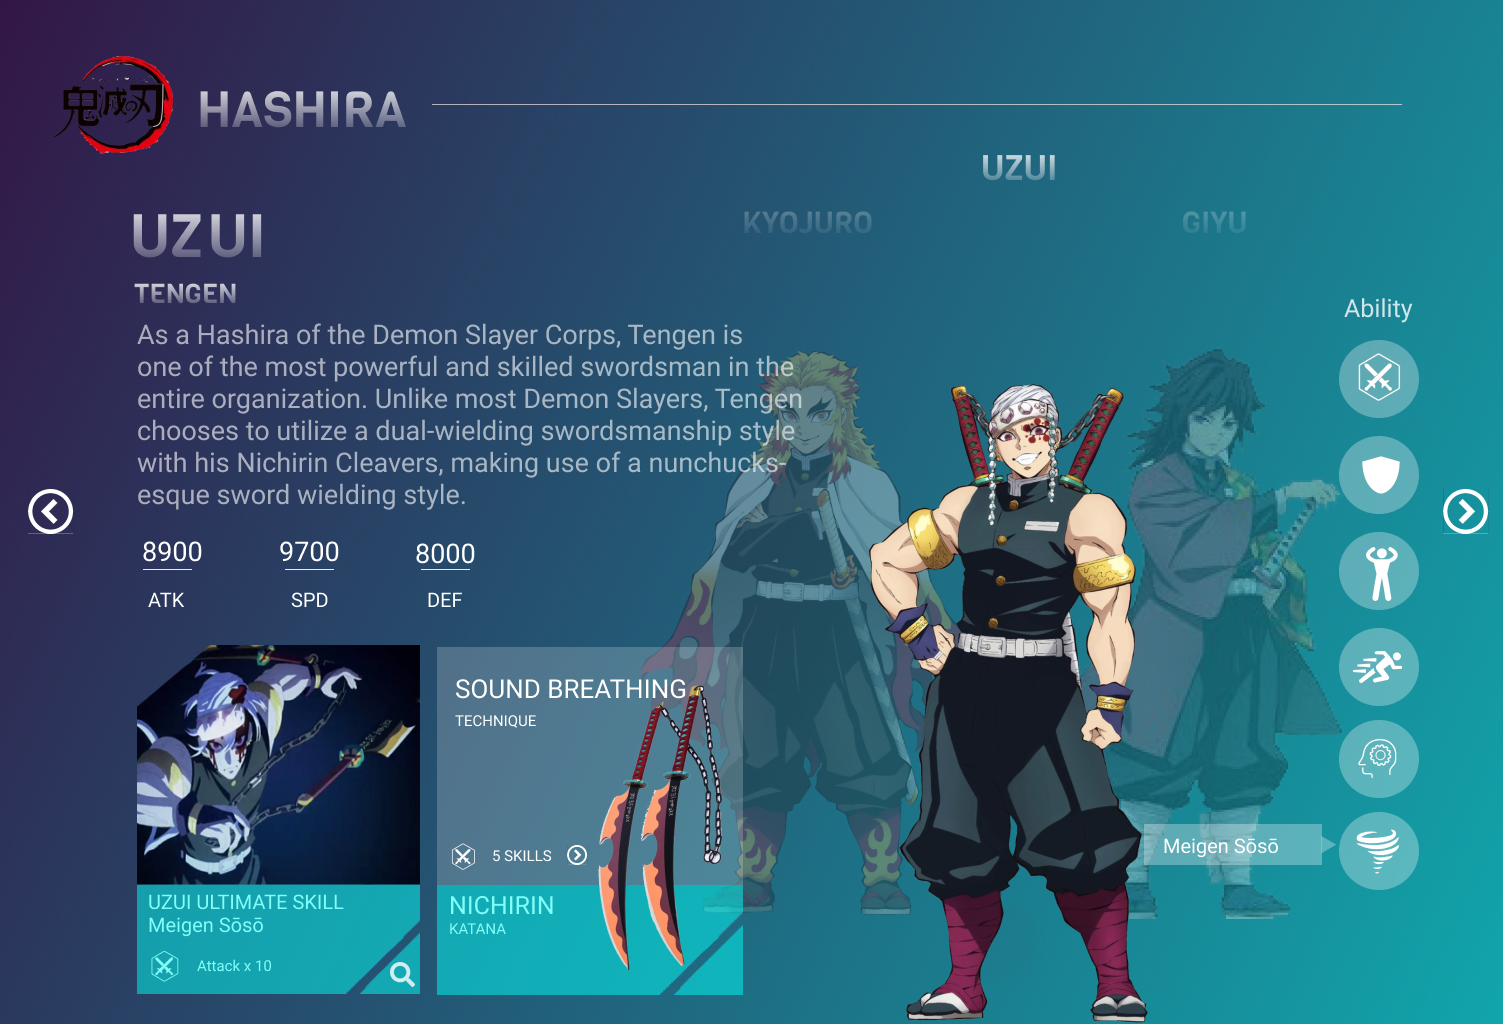 鬼滅の刃
HASHIRA
UZUI
KYOJURO
GIYU
UZUI
TENGEN
As a Hashira of the Demon Slayer Corps, Tengen is
one of the most powerful and skilled swordsman in the
entire organization. Unlike most Demon Slayers, Tengen
chooses to utilize a dual-wielding swordsmanship style
with his Nichirin Cleavers, making use of a nunchucks-
esque sword wielding style.
8900
9700
8000
ATK
SPD
DEF
Ability
SOUND BREATHING
TECHNIQUE
5 SKILLS
Meigen Sōsō
UZUI ULTIMATE SKILL
Meigen Sōsō
Attack x 10
NICHIRIN
KATANA